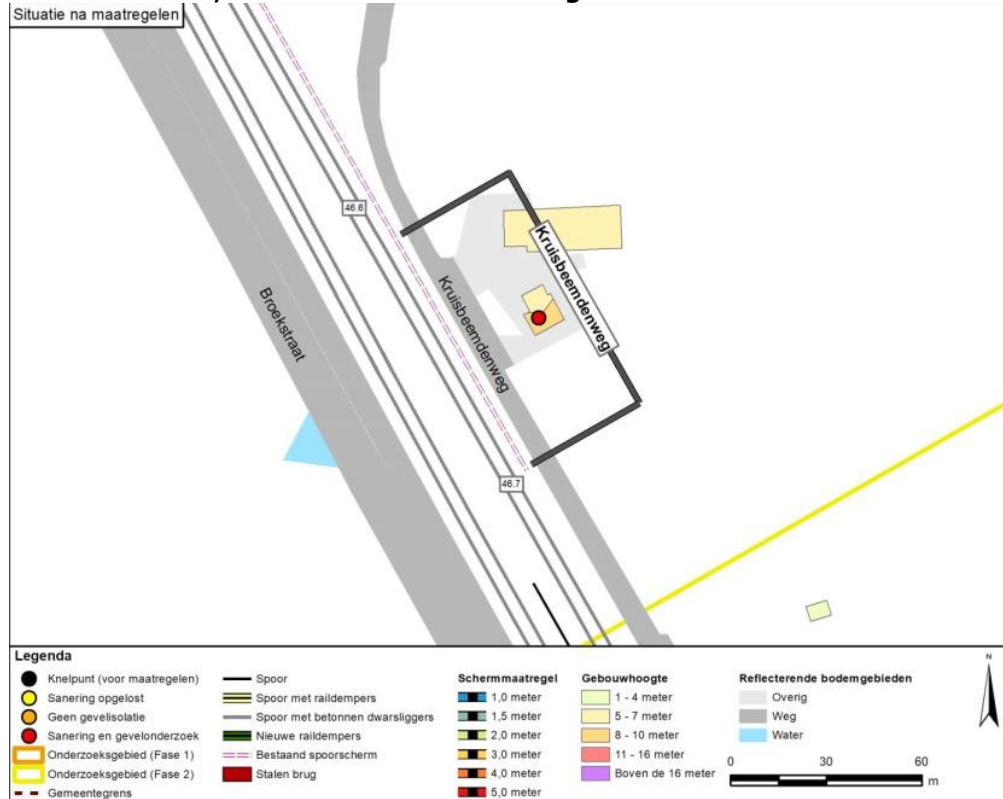 Situatie na maatregelen
46.6
Kruisbeemdenweg
Kruisbeemdenweg
Broekstraat
46.7
Legenda
Knelpunt (voor maatregelen)
Sanering opgelost
Geen gevelisolatie
Sanering en gevelonderzoek
Onderzoeksgebied (Fase 1)
Onderzoeksgebied (Fase 2)
Gemeentegrens
Spoor
Spoor met raildempers
Spoor met betonnen dwarsliggers
Nieuwe raildempers
Bestaand spoorscherm
Stalen brug
Schermmaatregel
1,0 meter
1,5 meter
2,0 meter
3,0 meter
4,0 meter
5,0 meter
Gebouwhoogte
1 - 4 meter
5 - 7 meter
8 - 10 meter
11 - 16 meter
Boven de 16 meter
Reflecterende bodemgebieden
Overig
Weg
Water
N
0 30 60
m